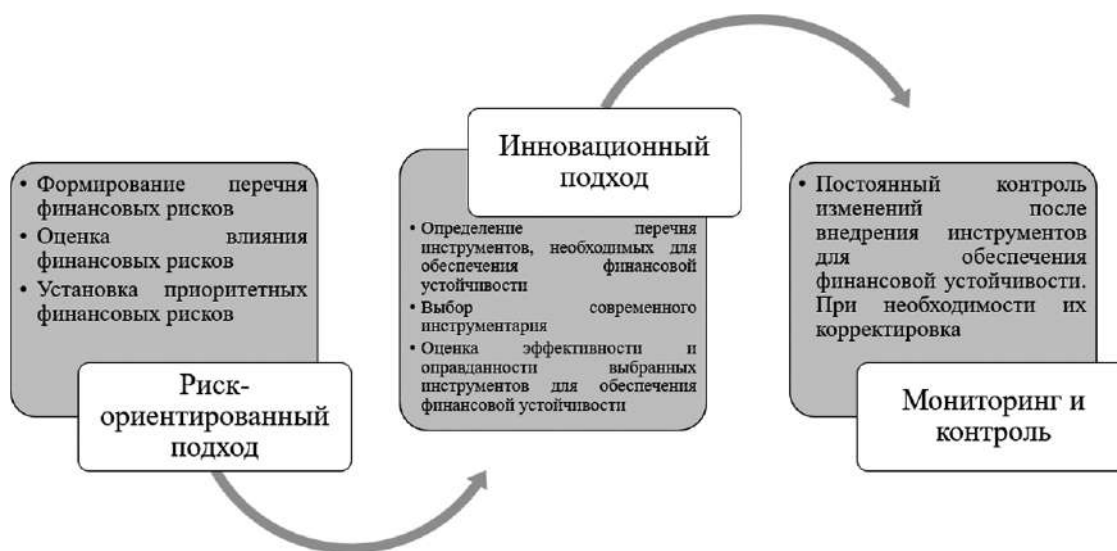 • Формирование перечня
финансовых рисков
• Оценка влияния
финансовых рисков
• Установка приоритетных
финансовых рисков
Риск-
ориентированный
подход
Инновационный
подход
• Определение перечня
инструментов, необходимых для
обеспечения финансовой
устойчивости
• Выбор современного
инструментария
• Оценка эффективности и
оправданности выбранных
инструментов для обеспечения
финансовой устойчивости
• Постоянный контроль
изменений после
внедрения инструментов
для обеспечения
финансовой устойчивости.
При необходимости их
корректировка
Мониторинг и
контроль